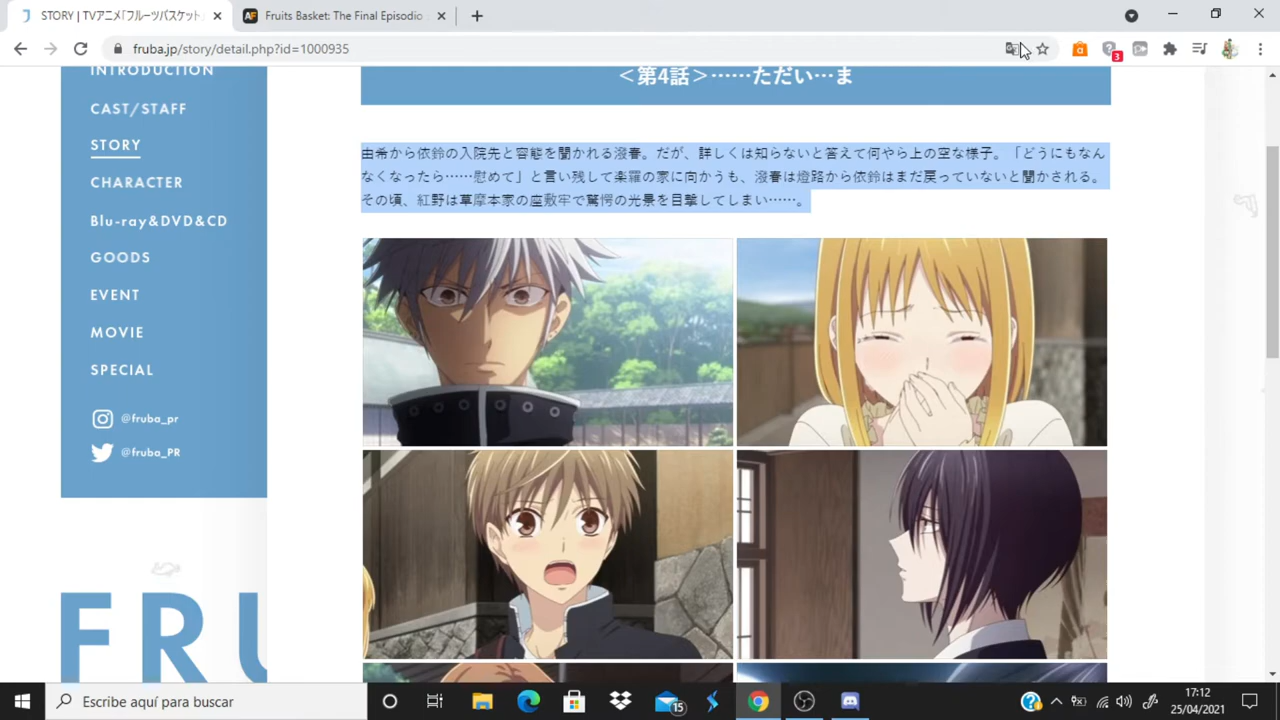 STORY | TVアニメ「フルーツバスケット」
Fruits Basket: The Final Episodio
fruba.jp/story/detail.php?id=1000935
3
INTRODUCTION
CAST/STAFF
STORY
CHARACTER
Blu-ray&DVD&CD
GOODS
EVENT
MOVIE
SPECIAL
@fruba_pr
@fruba_PR
FRU
＜第4話＞……ただい…ま
由希から依鈴の入院先と容態を聞かれる潑春。だが、詳しくは知らないと答えて何やら上の空な様子。「どうにもなん
なくなったら……慰めて」と言い残して楽羅の家に向かうも、潑春は燈路から依鈴はまだ戻っていないと聞かされる。
その頃、紅野は草摩本家の座敷牢で驚愕の光景を目撃してしまい……。
Escribe aquí para buscar
15
17:12
25/04/2021